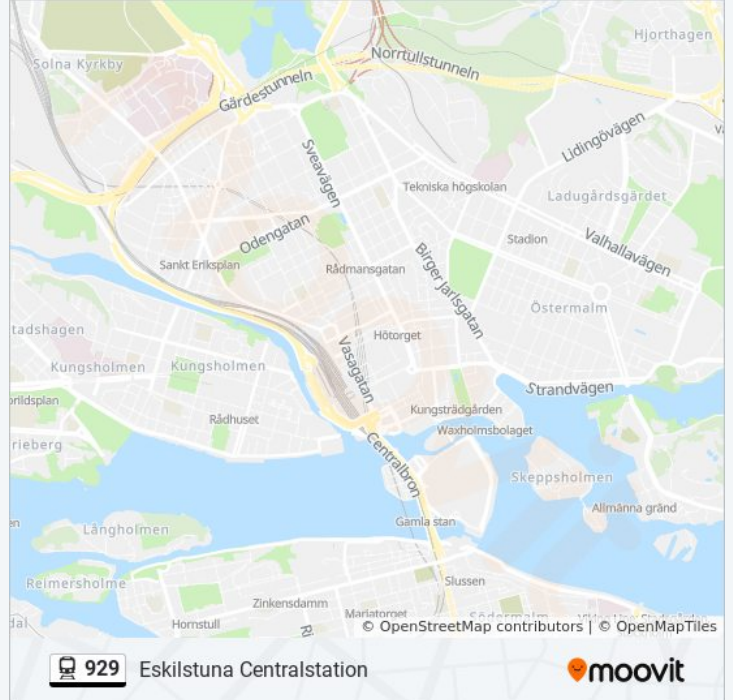 Hjorthagen
Norrtullstunneln
Solna Kyrkby
Gärdestunneln
Lidingövägen
Sveavägen
Tekniska högskolan
Ladugårdsgärdet
Odengatan
Stadion
Valhallavägen
Sankt Eriksplan
Rådmansgatan
Birger Jarlsgatan
Östermalm
tadshagen
Hötorget
Vasagatan
Kungsholmen
Kungsholmen
Strandvägen
Kungsträdgården
Rådhuset
Waxholmsbolaget
Centralbron
Skeppsholmen
Allmänna gränd
Gamla stan
Långholmen
Reimersholme
Slussen
Zinkensdamm
Mariatorget
Hornstull
© OpenStreetMap contributors | © OpenMapTiles
929 Eskilstuna Centralstation
moovit